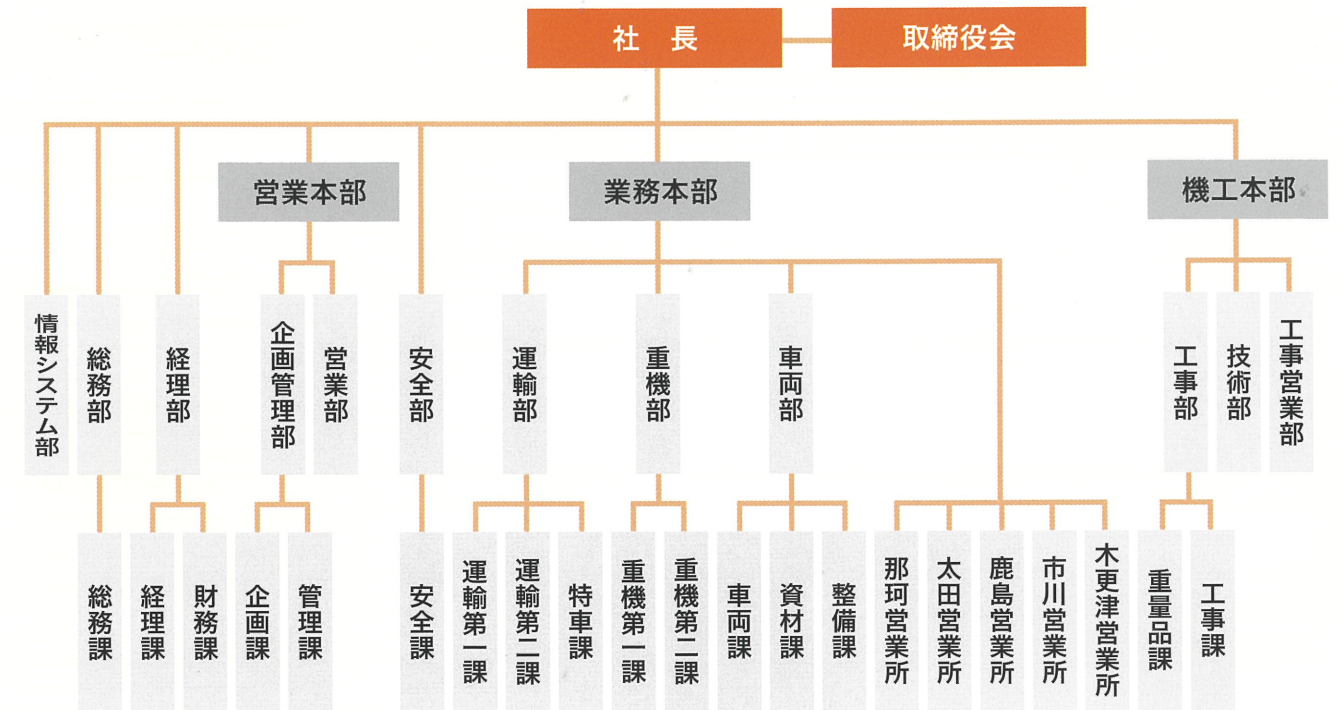 社 長
取締役会
営業本部
業務本部
機工本部
情報システム部
総務部
経理部
企画管理部
営業部
安全部
運輸部
重機部
車両部
工事部
技術部
工事営業部
総務課
経理課
財務課
企画課
管理課
安全課
運輸第一課
運輸第二課
特車課
重機第一課
重機第二課
車両課
資材課
整備課
那珂営業所
太田営業所
鹿島営業所
市川営業所
木更津営業所
重量品課
工事課